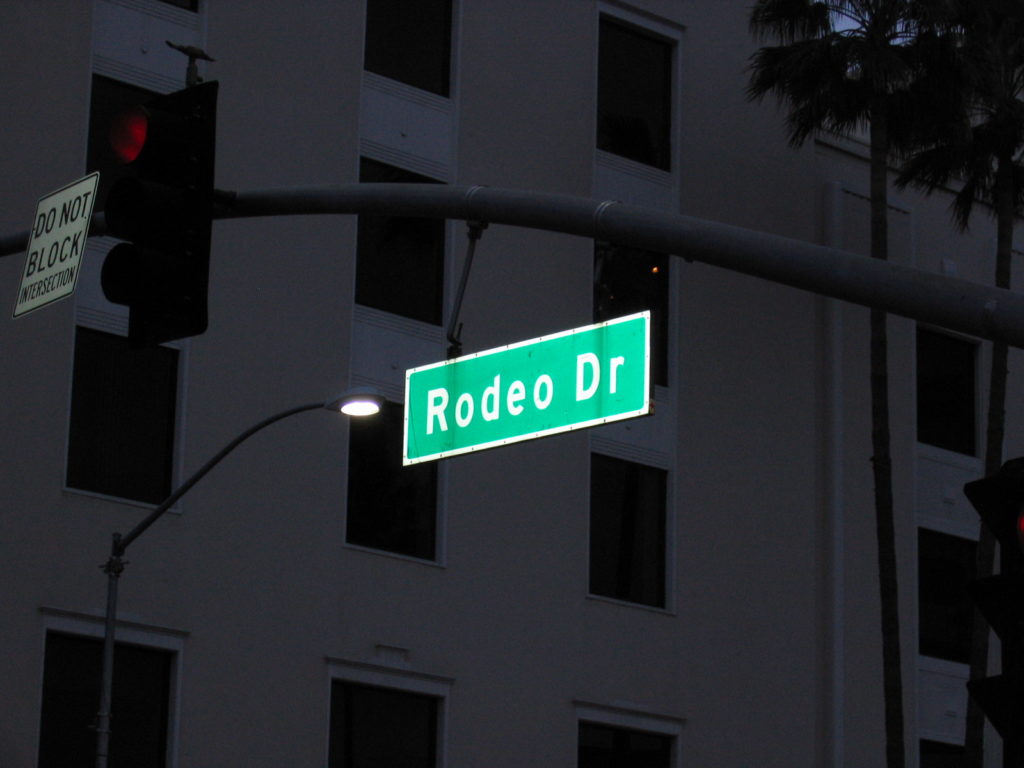 DO NOT
BLOCK
INTERSECTION
Rodeo Dr